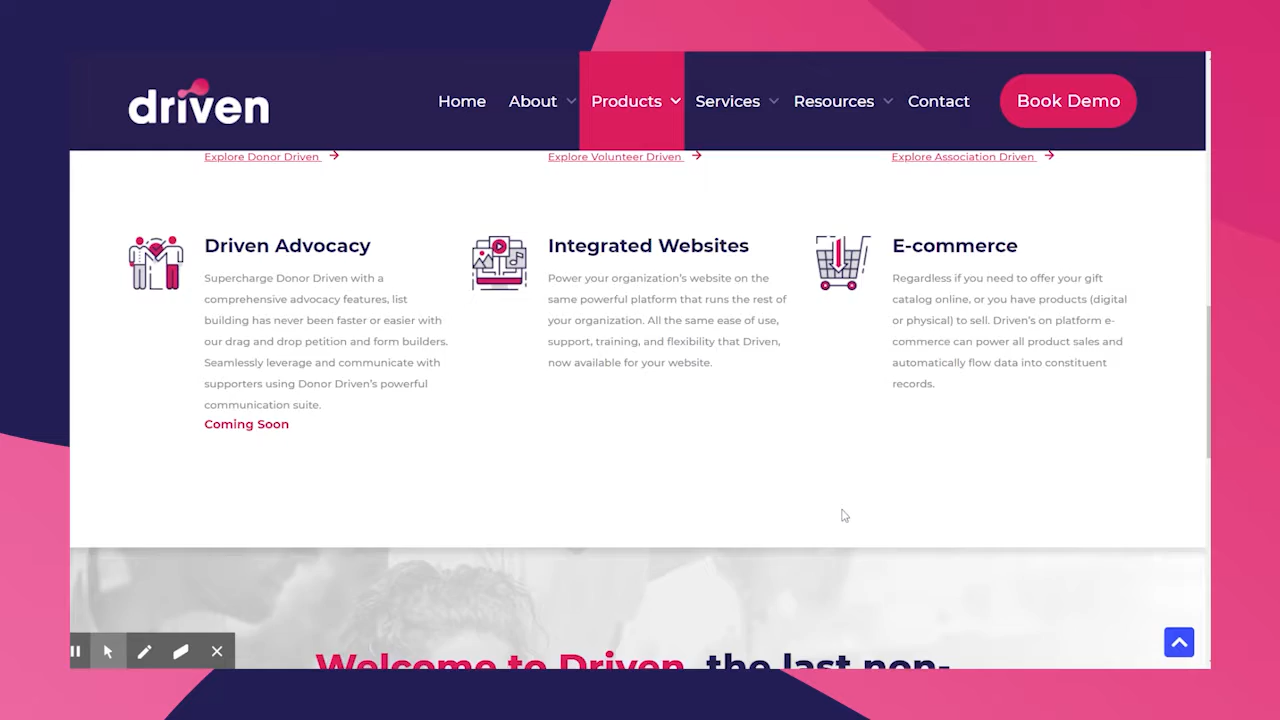 driven
Home About Products Services Resources Contact Book Demo
Explore Donor Driven
Explore Volunteer Driven
Explore Association Driven
Driven Advocacy
Supercharge Donor Driven with a
comprehensive advocacy features, list
building has never been faster or easier with
our drag and drop petition and form builders.
Seamlessly leverage and communicate with
supporters using Donor Driven's powerful
communication suite.
Coming Soon
Integrated Websites
Power your organization's website on the
same powerful platform that runs the rest of
your organization. All the same ease of use,
support, training, and flexibility that Driven,
now available for your website.
E-commerce
Regardless if you need to offer your gift
catalog online, or you have products (digital
or physical) to sell. Driven's on platform e-
commerce can power all product sales and
automatically flow data into constituent
records.
Welcome to Driven, the last non-